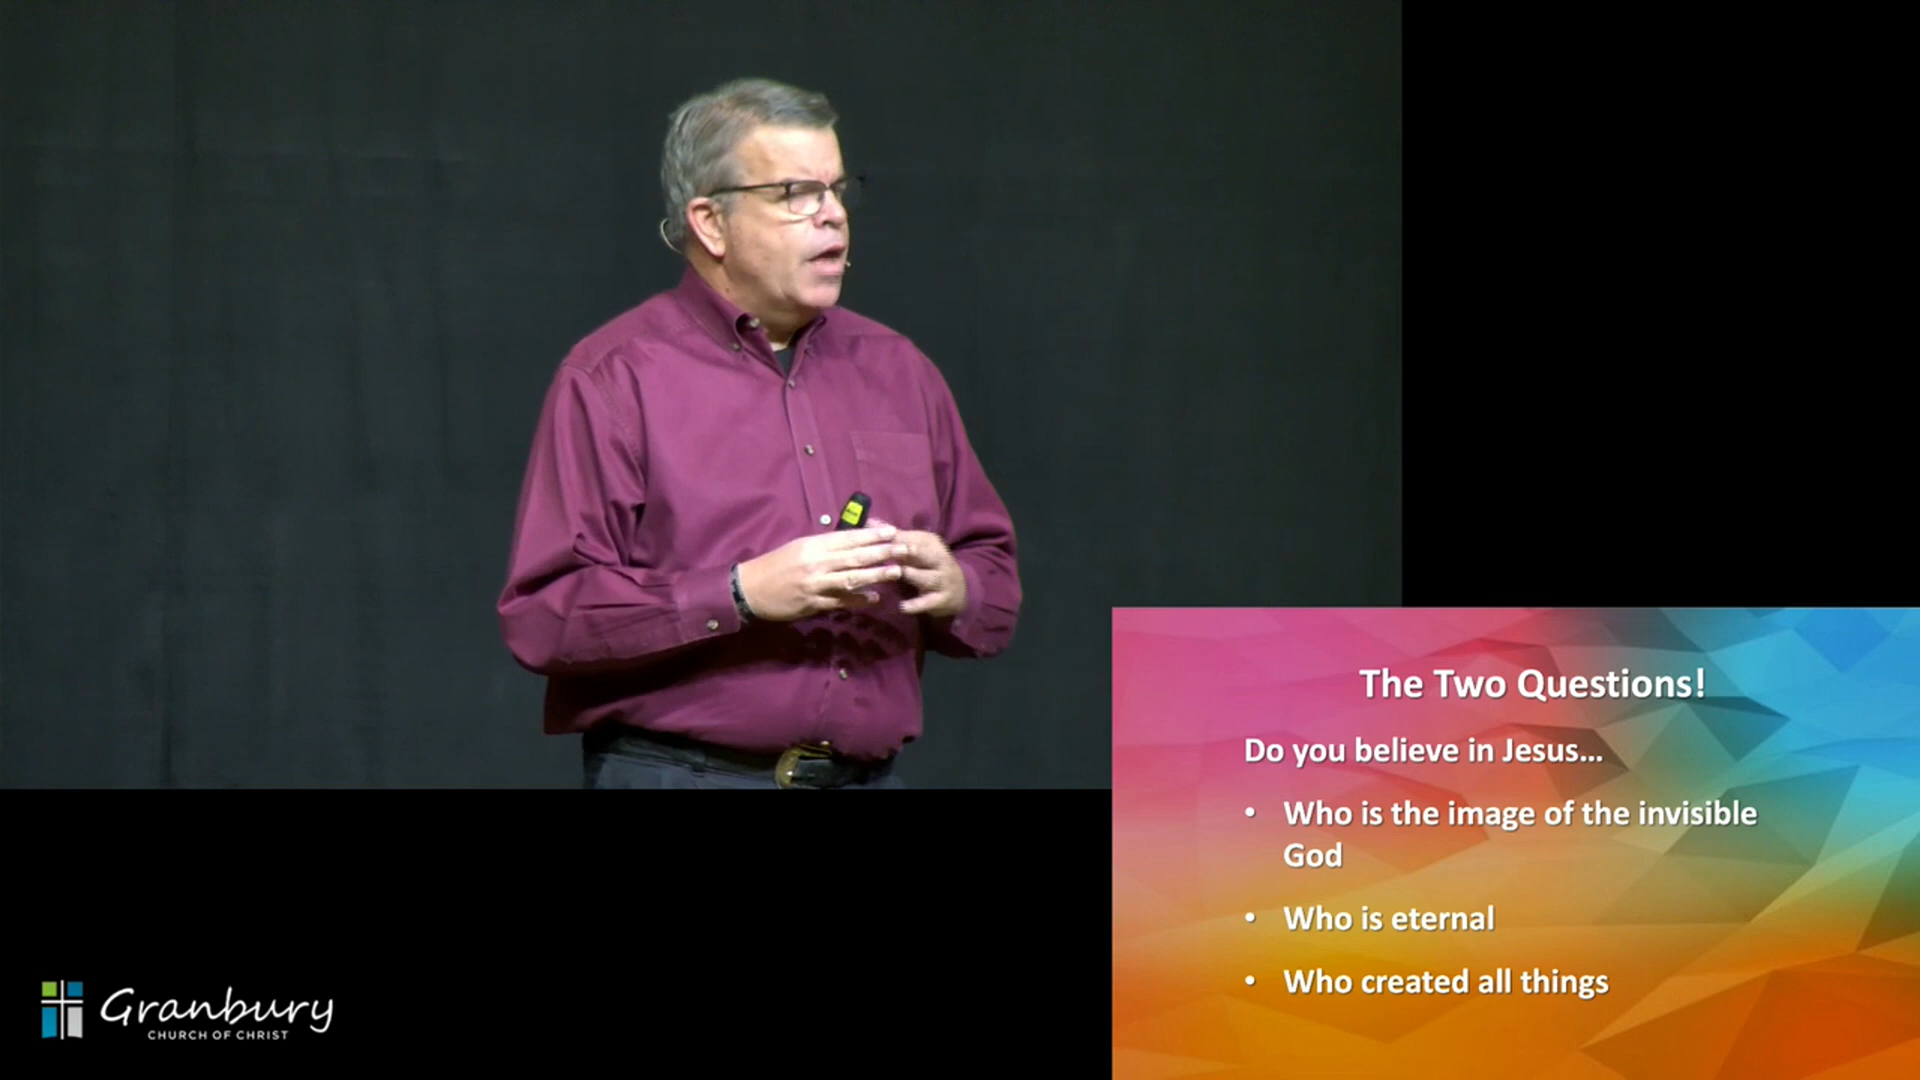 The Two Questions!
Do you believe in Jesus...
• Who is the image of the invisible
God
• Who is eternal
• Who created all things
Granbury
CHURCH OF CHRIST